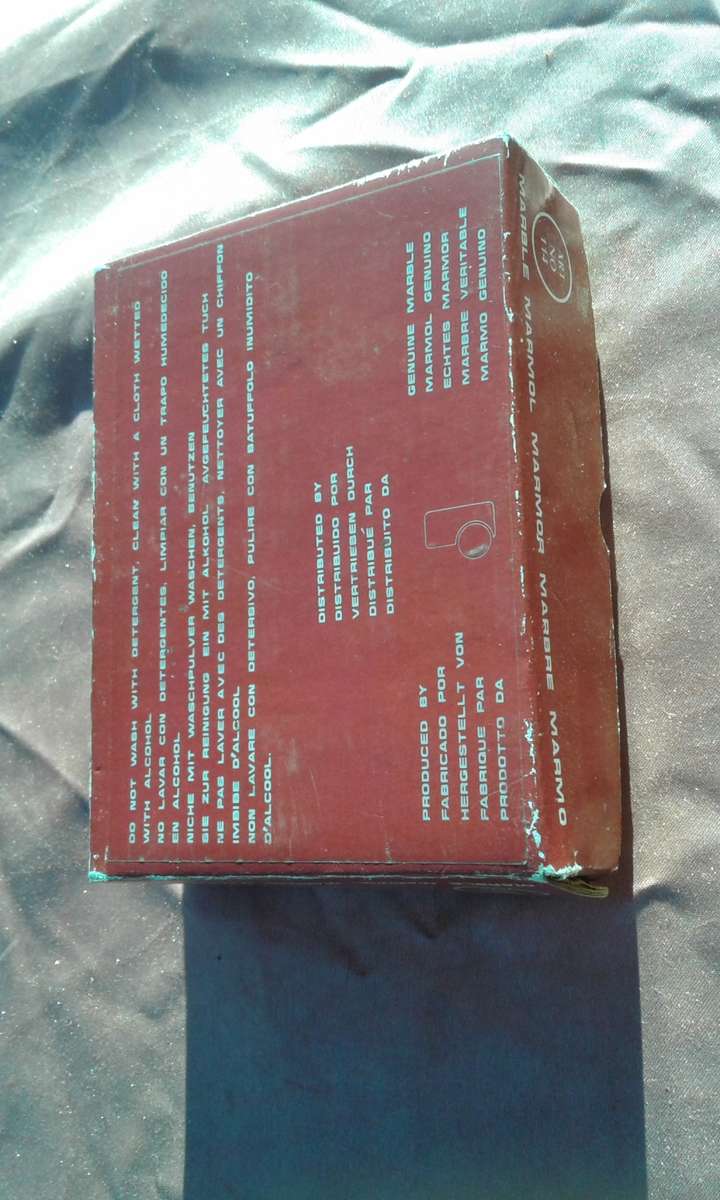 DO NOT WASH WITH DETERGENT, CLEAN WITH A CLOTH WETTED
WITH ALCOHOL
NO LAVAR CON DETERGENTES, LIMPIAR CON UN TRAPO HUMEDECIDO
EN ALCOHOL
NICHE MIT WASCHPULVER WASCHEN, BENUTZEN
SIE ZUR REINIGUNG EIN MIT ALKOHOL AVGEFEUCHTETES TUCH
NE PAS LAVER AVEC DES DETERGENTS, NETTOYER AVEC UN CHIFFON
IMBIBE D'ALCOOL
NON LAVARE CON DETERSIVO, PULIRE CON BATUFFOLO INUMIDITO
D'ALCOOL.
DISTRIBUTED BY
DISTRIBUIDO POR
VERTRIEBEN DURCH
DISTRIBUÉ PAR
DISTRIBUITO DA
GENUINE MARBLE
MARMOL GENUINO
ECHTES MARMOR
MARBRE VERITABLE
MARMO GENUINO
PRODUCED BY
FABRICADO POR
HERGESTELLT VON
FABRIQUE PAR
PRODOTTO DA
MARBLE MARMOL MARMOR MARBRE MARMO